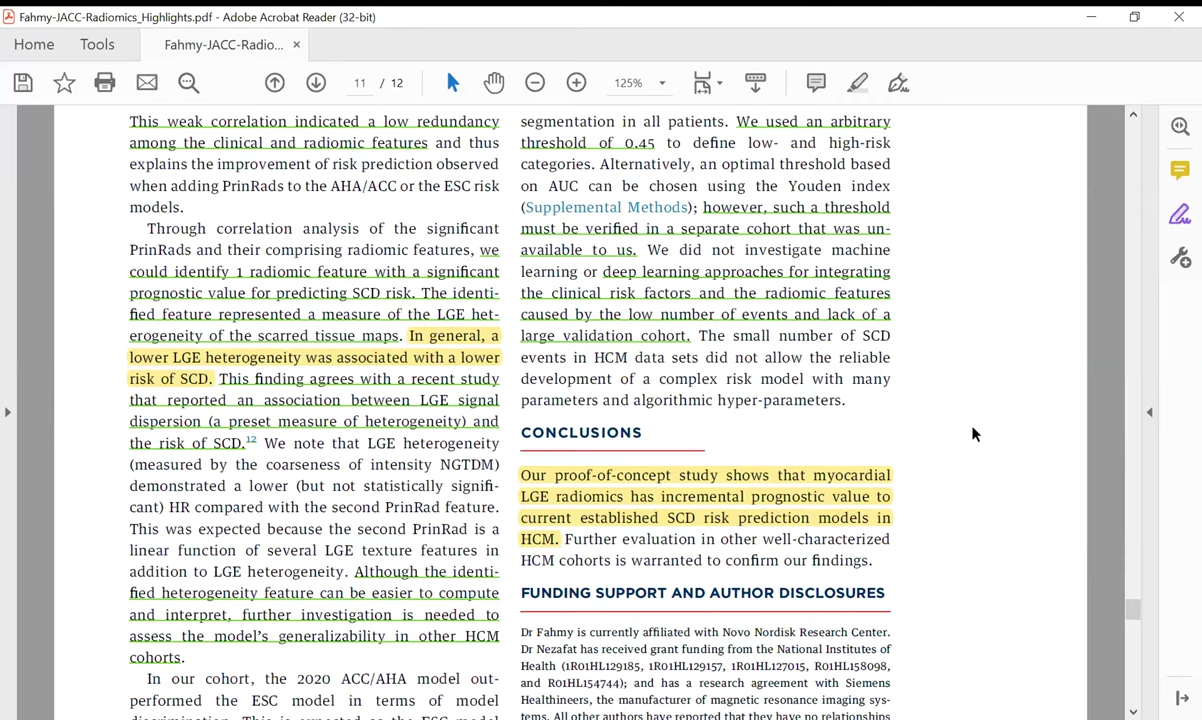 Fahmy-JACC-Radiomics_Highlights.pdf - Adobe Acrobat Reader (32-bit)
Home Tools Fahmy-JACC-Radio... ×
11 / 12 125%
This weak correlation indicated a low redundancy
among the clinical and radiomic features and thus
explains the improvement of risk prediction observed
when adding PrinRads to the AHA/ACC or the ESC risk
models.
Through correlation analysis of the significant
PrinRads and their comprising radiomic features, we
could identify 1 radiomic feature with a significant
prognostic value for predicting SCD risk. The identi-
fied feature represented a measure of the LGE het-
erogeneity of the scarred tissue maps. In general, a
lower LGE heterogeneity was associated with a lower
risk of SCD. This finding agrees with a recent study
that reported an association between LGE signal
dispersion (a preset measure of heterogeneity) and
the risk of SCD.12 We note that LGE heterogeneity
(measured by the coarseness of intensity NGTDM)
demonstrated a lower (but not statistically signifi-
cant) HR compared with the second PrinRad feature.
This was expected because the second PrinRad is a
linear function of several LGE texture features in
addition to LGE heterogeneity. Although the identi-
fied heterogeneity feature can be easier to compute
and interpret, further investigation is needed to
assess the model's generalizability in other HCM
cohorts.
In our cohort, the 2020 ACC/AHA model out-
performed the ESC model in terms of model
segmentation in all patients. We used an arbitrary
threshold of 0.45 to define low- and high-risk
categories. Alternatively, an optimal threshold based
on AUC can be chosen using the Youden index
(Supplemental Methods); however, such a threshold
must be verified in a separate cohort that was un-
available to us. We did not investigate machine
learning or deep learning approaches for integrating
the clinical risk factors and the radiomic features
caused by the low number of events and lack of a
large validation cohort. The small number of SCD
events in HCM data sets did not allow the reliable
development of a complex risk model with many
parameters and algorithmic hyper-parameters.
CONCLUSIONS
Our proof-of-concept study shows that myocardial
LGE radiomics has incremental prognostic value to
current established SCD risk prediction models in
HCM. Further evaluation in other well-characterized
HCM cohorts is warranted to confirm our findings.
FUNDING SUPPORT AND AUTHOR DISCLOSURES
Dr Fahmy is currently affiliated with Novo Nordisk Research Center.
Dr Nezafat has received grant funding from the National Institutes of
Health (1R01HL129185, 1R01HL129157, 1R01HL127015, R01HL158098,
and R01HL154744); and has a research agreement with Siemens
Healthineers, the manufacturer of magnetic resonance imaging sys-
tems. All other authors have reported that they have no relationships